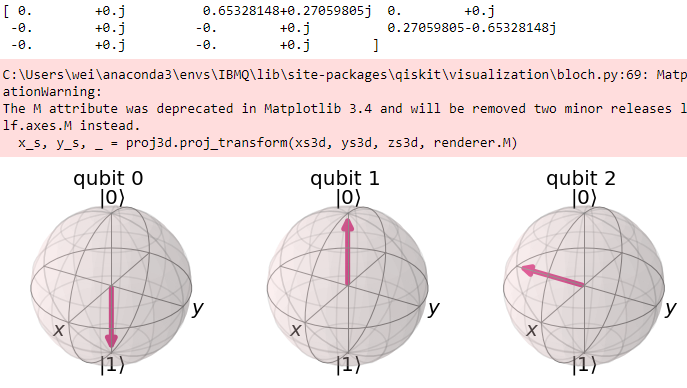 [ 0. +0.j 0.65328148+0.27059805j 0. +0.j
-0. +0.j -0. +0.j 0.27059805-0.65328148j
-0. +0.j -0. +0.j ]
C:\Users\wei\anaconda3\envs\IBMQ\lib\site-packages\qiskit\visualization\bloch.py:69: Matp
ationWarning:
The M attribute was deprecated in Matplotlib 3.4 and will be removed two minor releases l
lf.axes.M instead.
x_s, y_s, _ = proj3d.proj_transform(xs3d, ys3d, zs3d, renderer.M)
qubit 0 qubit 1 qubit 2
|0⟩ |0⟩ |0⟩
x y x y x y
|1⟩ |1⟩ |1⟩